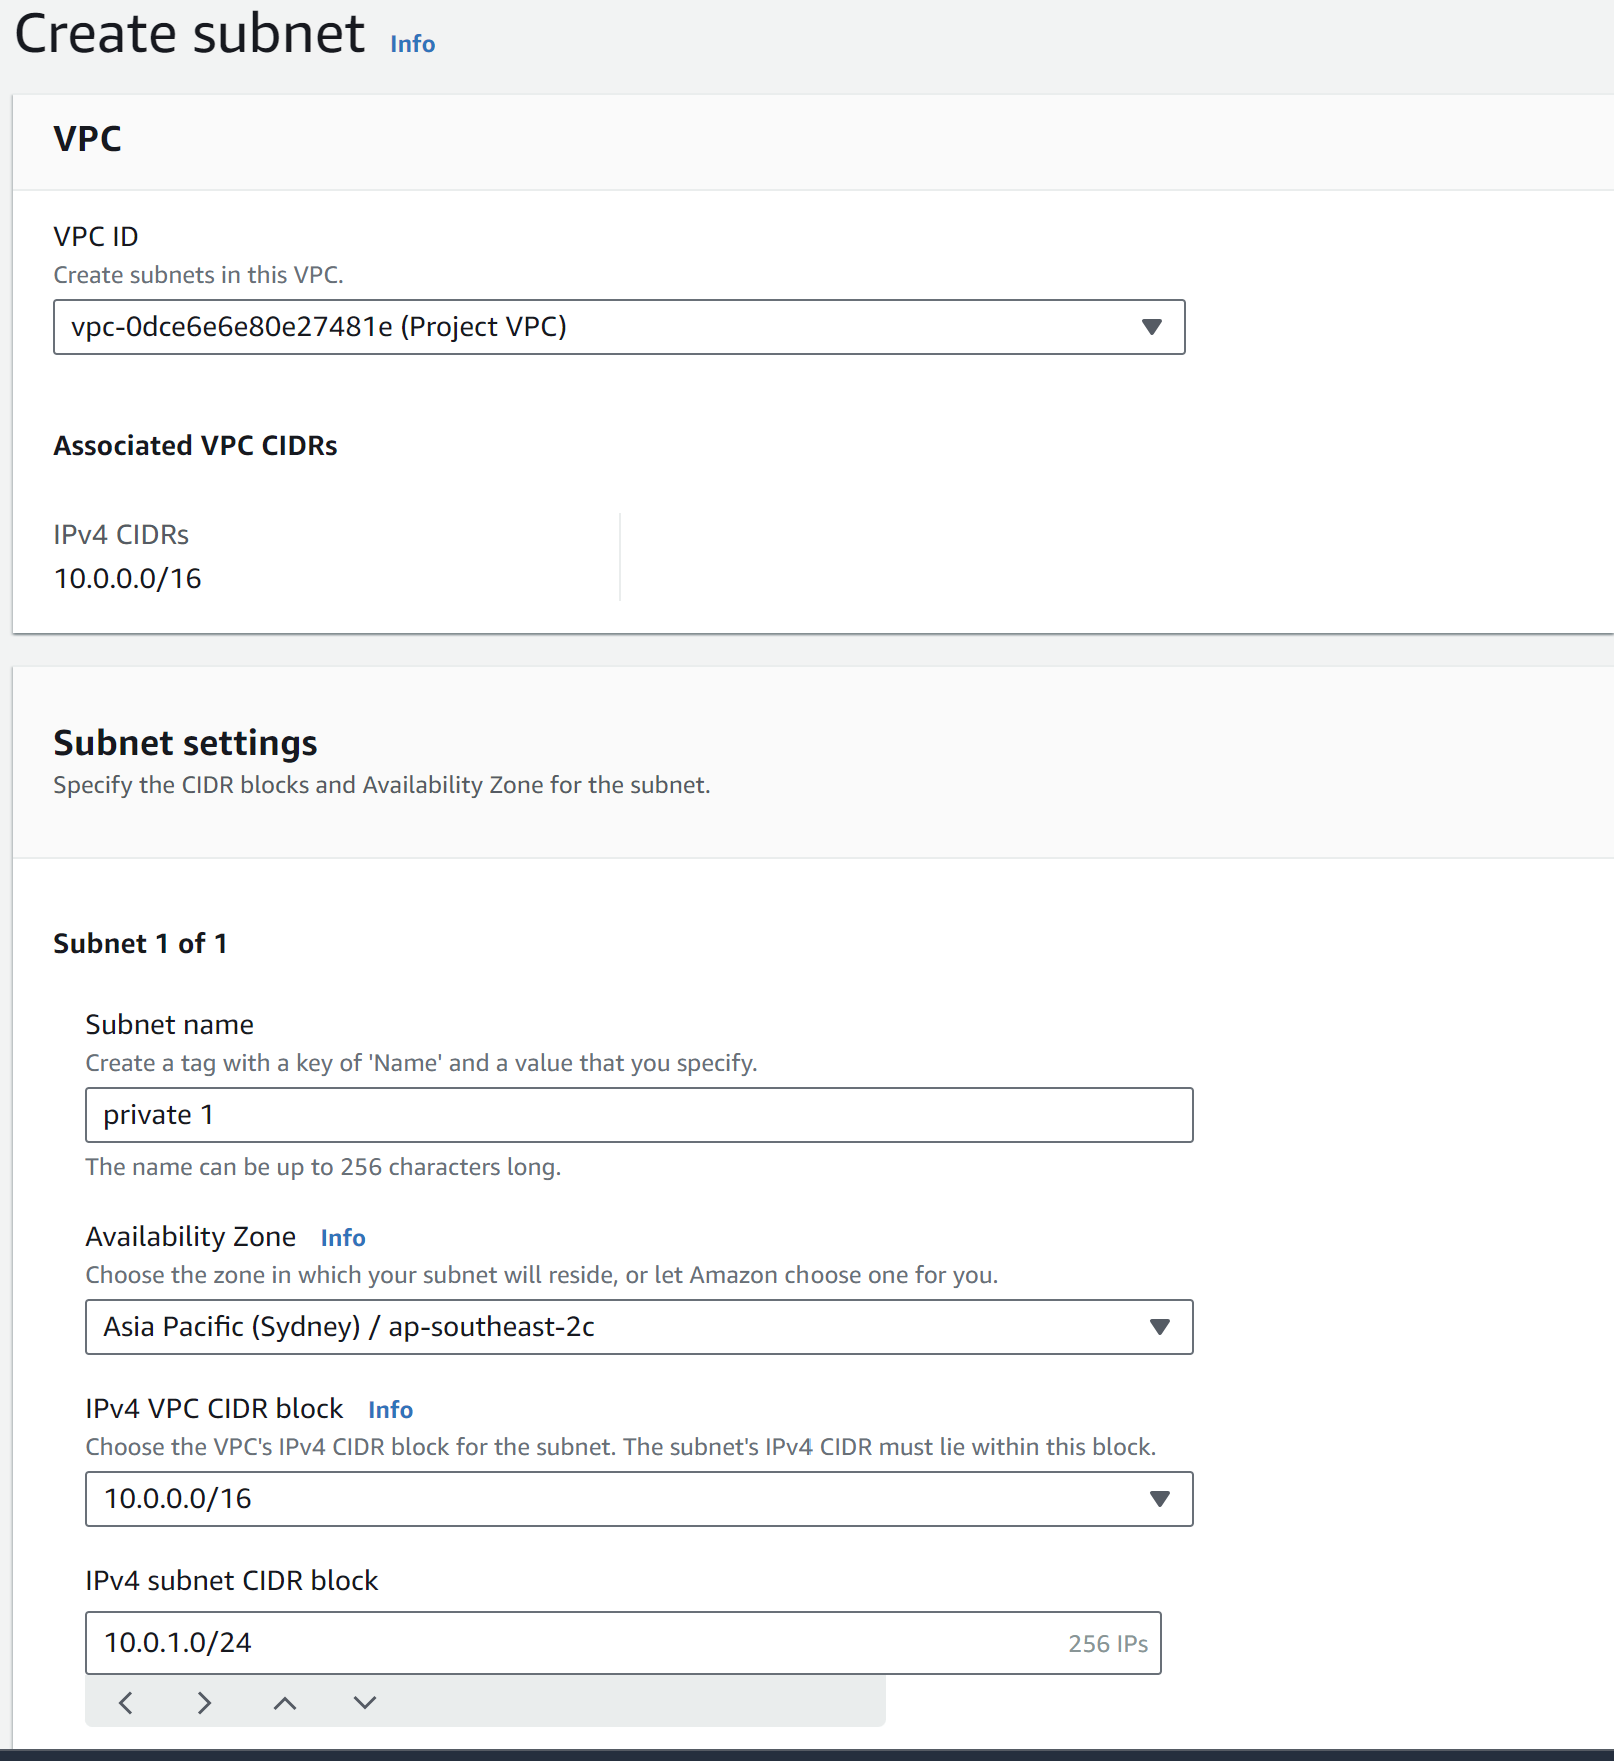 Create subnet Info
VPC
VPC ID
Create subnets in this VPC.
vpc-0dce6e6e80e27481e (Project VPC)
Associated VPC CIDRs
IPv4 CIDRs
10.0.0.0/16
Subnet settings
Specify the CIDR blocks and Availability Zone for the subnet.
Subnet 1 of 1
Subnet name
Create a tag with a key of 'Name' and a value that you specify.
private 1
The name can be up to 256 characters long.
Availability Zone Info
Choose the zone in which your subnet will reside, or let Amazon choose one for you.
Asia Pacific (Sydney) / ap-southeast-2c
IPv4 VPC CIDR block Info
Choose the VPC's IPv4 CIDR block for the subnet. The subnet's IPv4 CIDR must lie within this block.
10.0.0.0/16
IPv4 subnet CIDR block
10.0.1.0/24 256 IPs